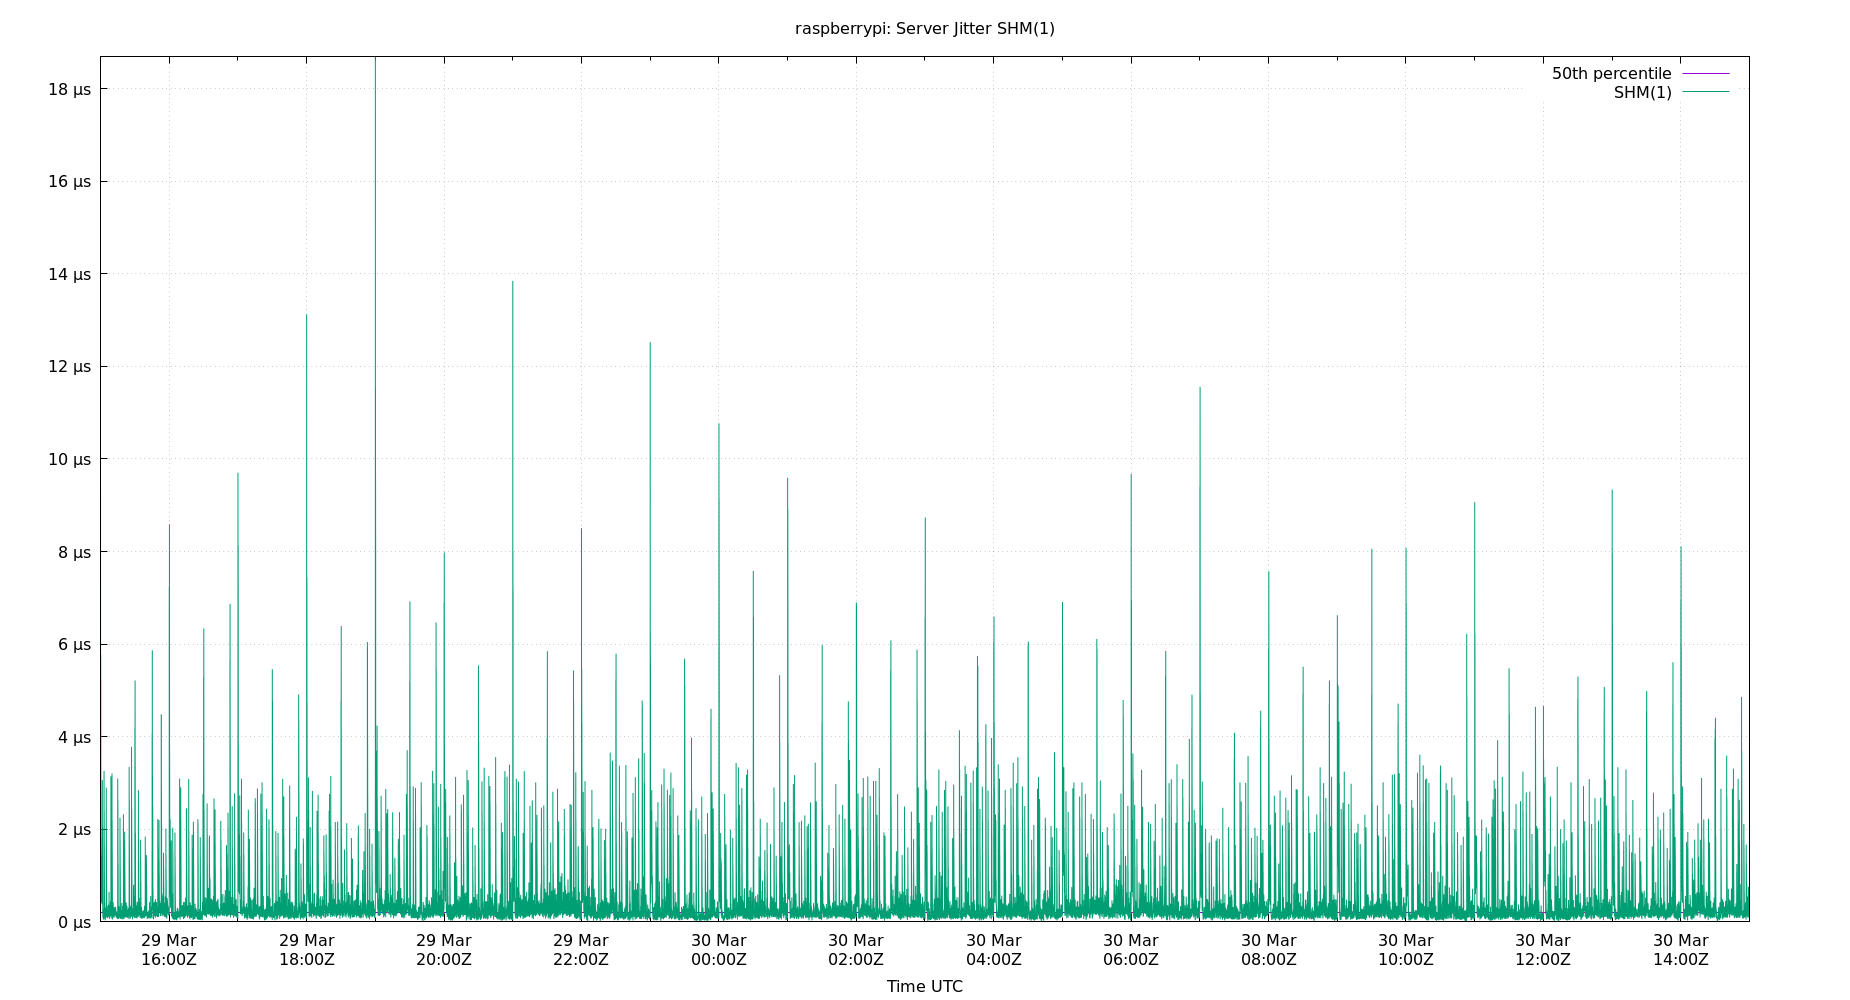 raspberrypi: Server Jitter SHM(1)
50th percentile
SHM(1)
18 µs
16 µs
14 µs
12 µs
10 µs
8 µs
6 µs
4 µs
2 µs
0 µs
29 Mar 29 Mar 29 Mar 29 Mar 30 Mar 30 Mar 30 Mar 30 Mar 30 Mar 30 Mar 30 Mar 30 Mar
16:00Z 18:00Z 20:00Z 22:00Z 00:00Z 02:00Z 04:00Z 06:00Z 08:00Z 10:00Z 12:00Z 14:00Z
Time UTC